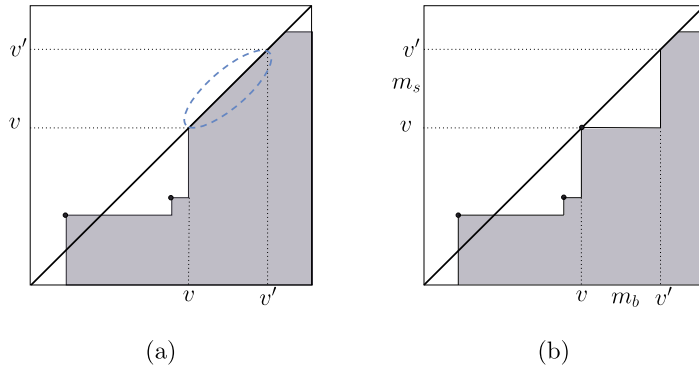 v′ v′
m_s
v v
v v′ v m_b v′
(a) (b)